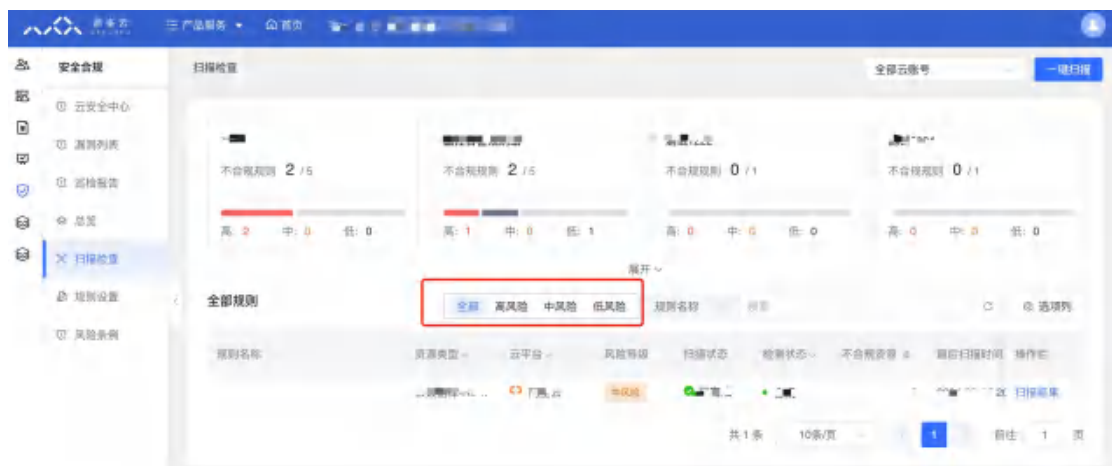 产品服务 首页
安全合规 扫描检查 全部云账号 一键扫描
云安全中心
漏洞列表
巡检报告
总览
扫描检查
规则设置
风险条例
不合规规则 2 / 5 不合规规则 2 / 5 不合规规则 0 / 1 不合规规则 0 / 1
高: 2 中: 0 低: 0 高: 1 中: 0 低: 1 高: 0 中: 0 低: 0 高: 0 中: 0 低: 0
展开
全部规则 全部 高风险 中风险 低风险 规则名称 搜索 选项列
规则名称 资源类型 云平台 风险等级 扫描状态 检测状态 不合规资源 最后扫描时间 操作栏
中风险 扫描结果
共 1 条 10条/页 1 前往 1 页